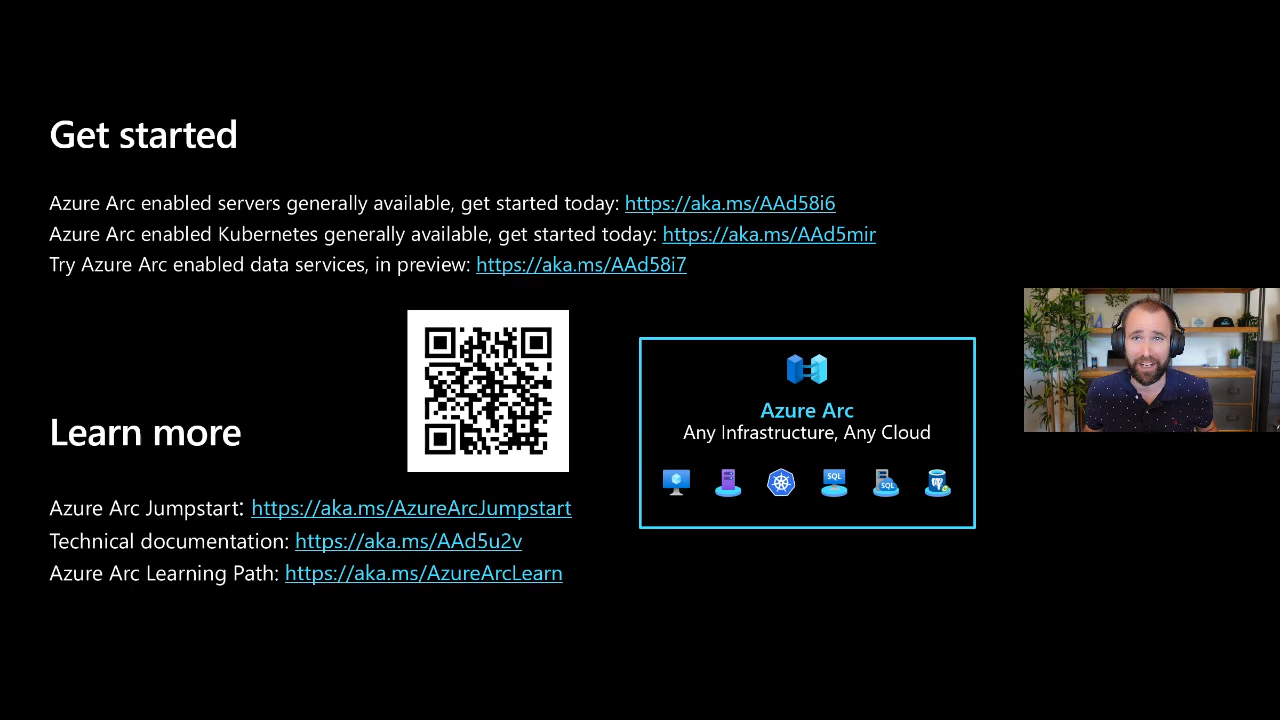 Get started
Azure Arc enabled servers generally available, get started today: https://aka.ms/AAd58i6
Azure Arc enabled Kubernetes generally available, get started today: https://aka.ms/AAd5mir
Try Azure Arc enabled data services, in preview: https://aka.ms/AAd58i7
Learn more
Azure Arc Jumpstart: https://aka.ms/AzureArcJumpstart
Technical documentation: https://aka.ms/AAd5u2v
Azure Arc Learning Path: https://aka.ms/AzureArcLearn
Azure Arc
Any Infrastructure, Any Cloud
SQL
SQL